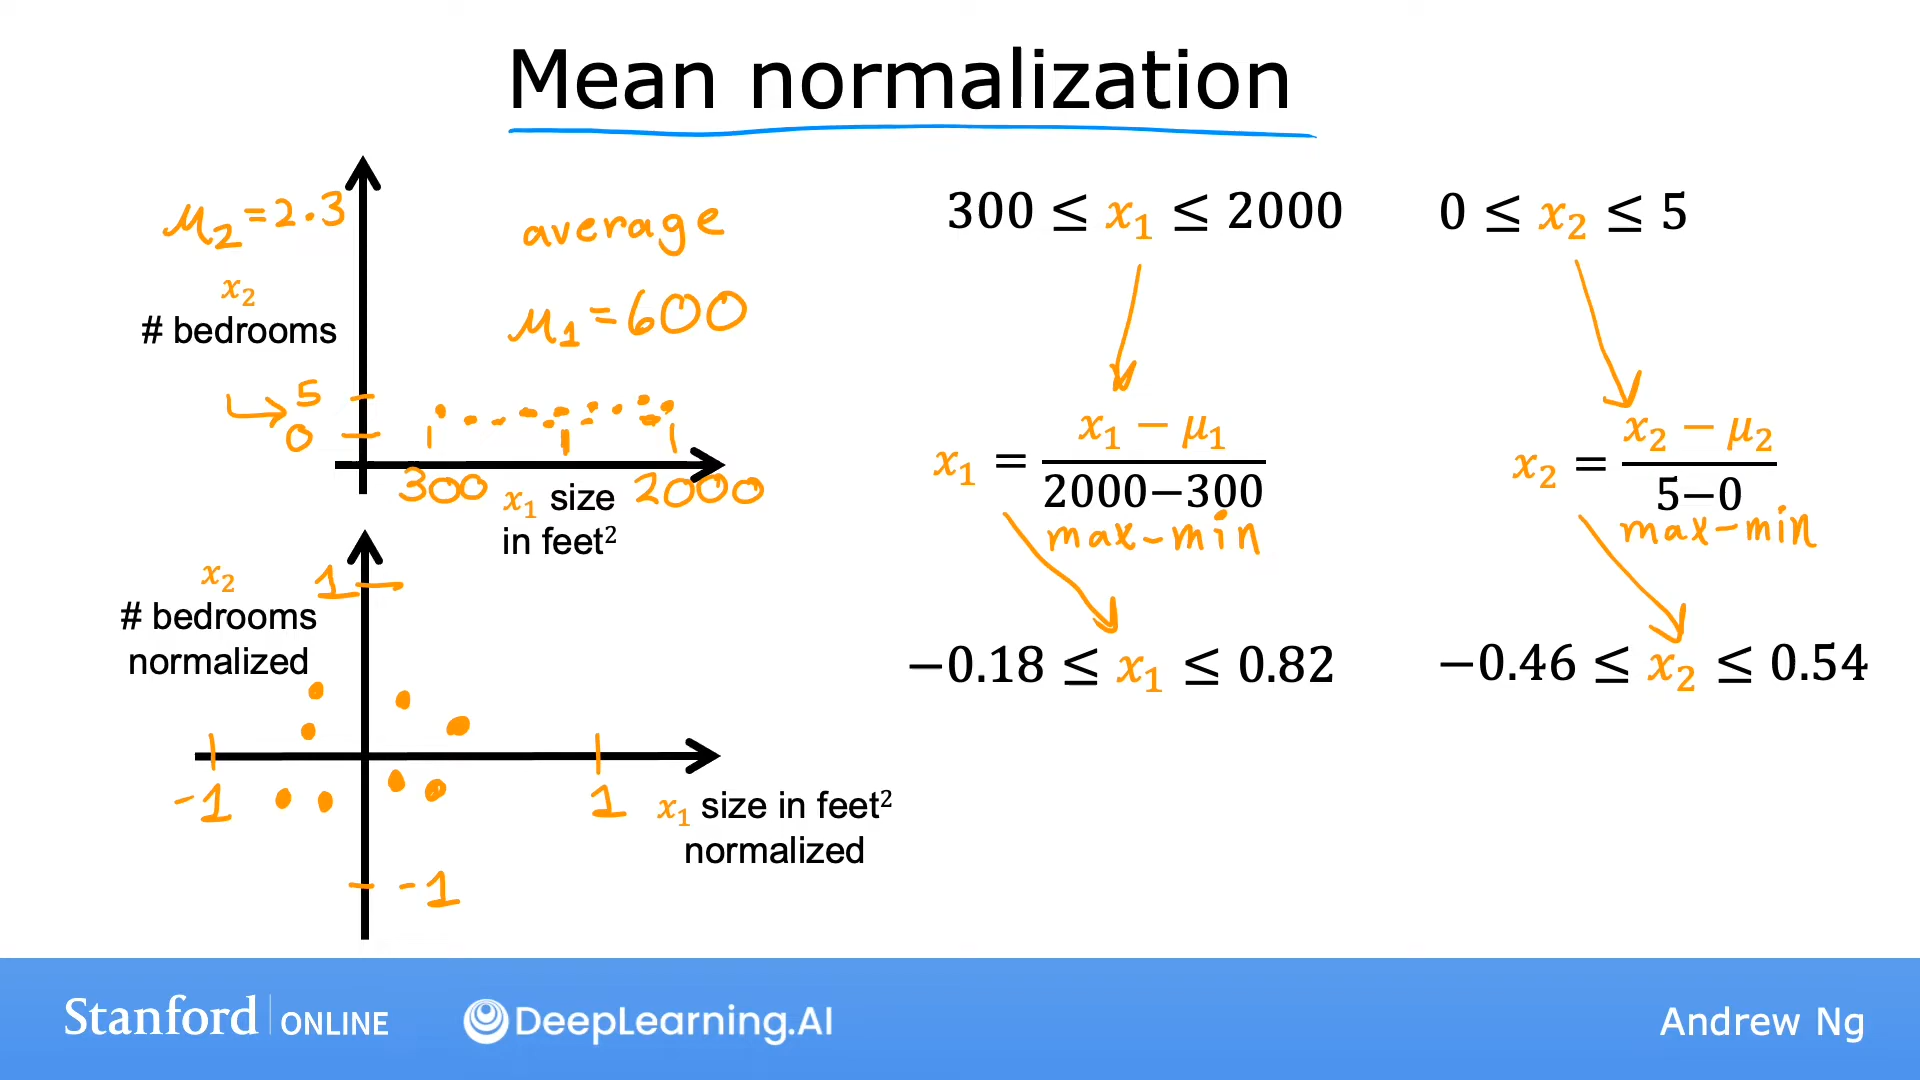 Mean normalization
μ₂=2.3
average
x₂
# bedrooms
μ₁=600
5
0
300
2000
x₁ size
in feet²
x₂
# bedrooms
normalized
1
-1
1
-1
x₁ size in feet²
normalized
300 ≤ x₁ ≤ 2000
x₁ = (x₁ − μ₁) / (2000−300)
max-min
−0.18 ≤ x₁ ≤ 0.82
0 ≤ x₂ ≤ 5
x₂ = (x₂ − μ₂) / (5−0)
max-min
−0.46 ≤ x₂ ≤ 0.54
Stanford ONLINE
DeepLearning.AI
Andrew Ng